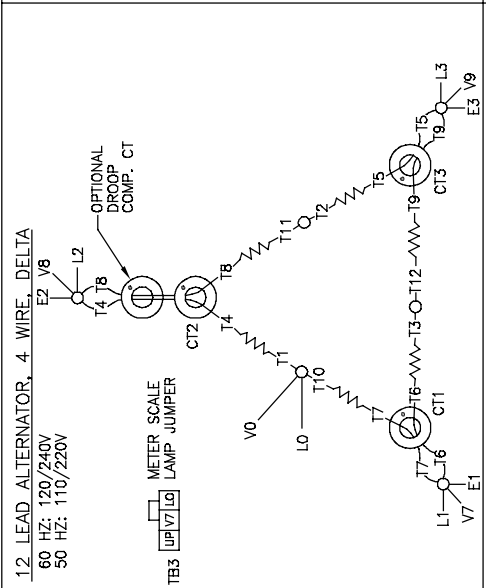 12 LEAD ALTERNATOR, 4 WIRE, DELTA
60 HZ: 120/240V
50 HZ: 110/220V
TB3
UP V7 LO
METER SCALE
LAMP JUMPER
OPTIONAL
DROOP
COMP. CT
E2
V8
L2
T4
T8
CT2
T4
T8
T1
T11
V0
L0
T10
T2
T7
T5
CT1
T7
T6
L1
V7
E1
T6
T3
T12
T9
CT3
T5
T9
L3
V9
E3